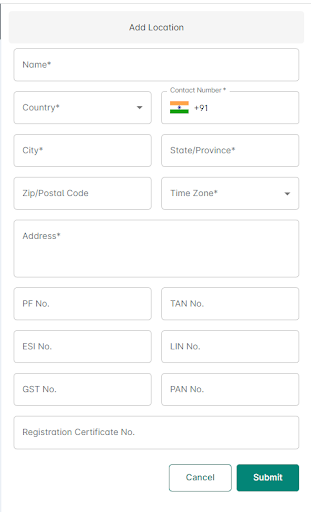 Add Location
Name*
Country*
Contact Number *
+91
City*
State/Province*
Zip/Postal Code
Time Zone*
Address*
PF No.
TAN No.
ESI No.
LIN No.
GST No.
PAN No.
Registration Certificate No.
Cancel
Submit